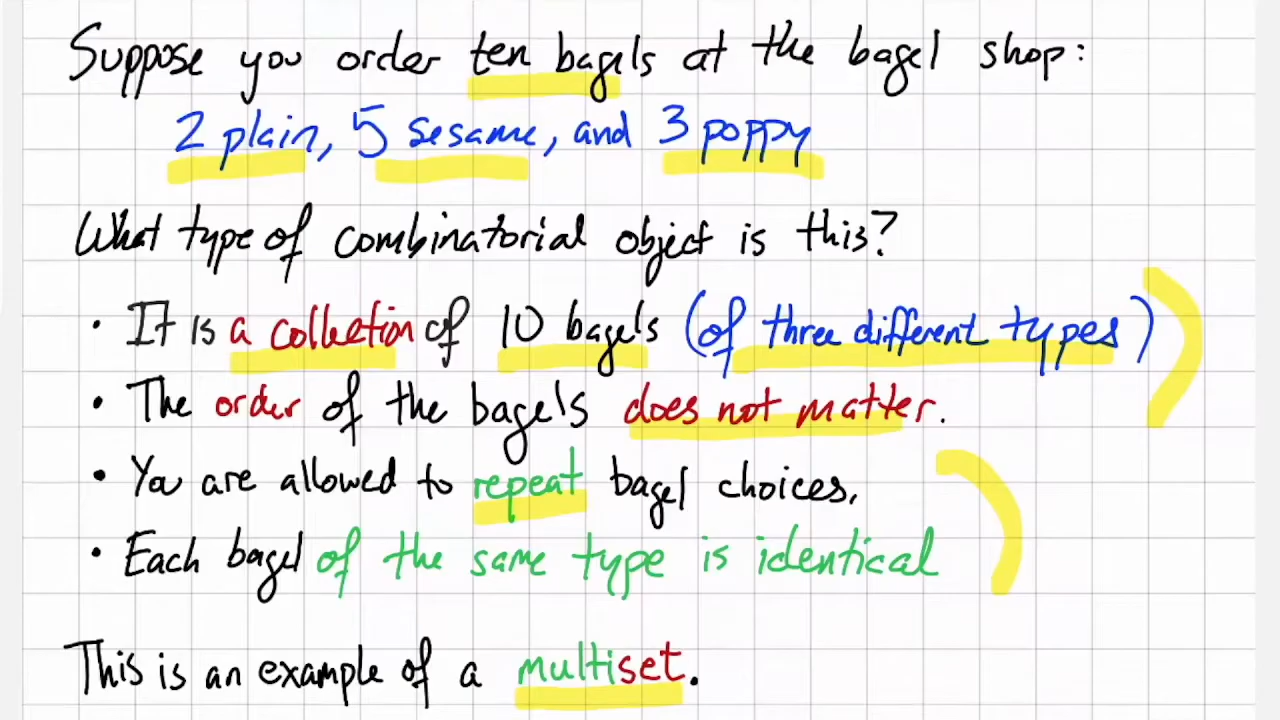 Suppose you order ten bagels at the bagel shop:
2 plain, 5 sesame, and 3 poppy
What type of combinatorial object is this?
• It is a collection of 10 bagels (of three different types)
• The order of the bagels does not matter.
• You are allowed to repeat bagel choices.
• Each bagel of the same type is identical
This is an example of a multiset.